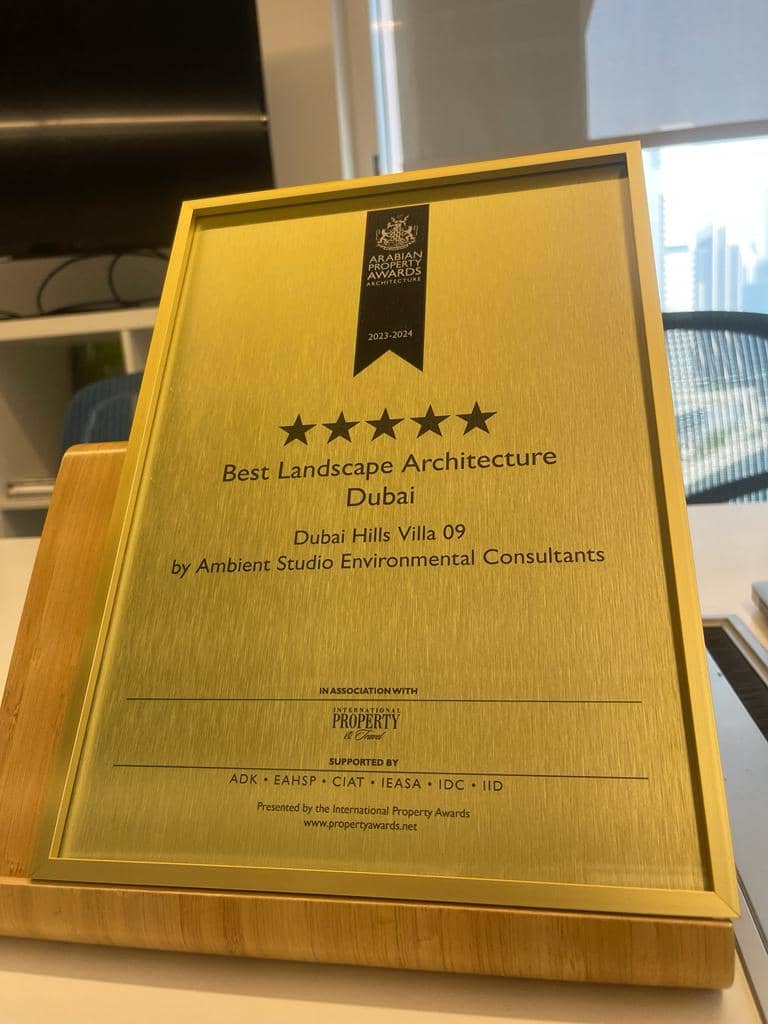 ARABIAN
PROPERTY
AWARDS
ARCHITECTURE
2023-2024
Best Landscape Architecture
Dubai
Dubai Hills Villa 09
by Ambient Studio Environmental Consultants
IN ASSOCIATION WITH
INTERNATIONAL
PROPERTY
& Travel
SUPPORTED BY
ADK • EAHSP • CIAT • IEASA • IDC • IID
Presented by the International Property Awards
www.propertyawards.net